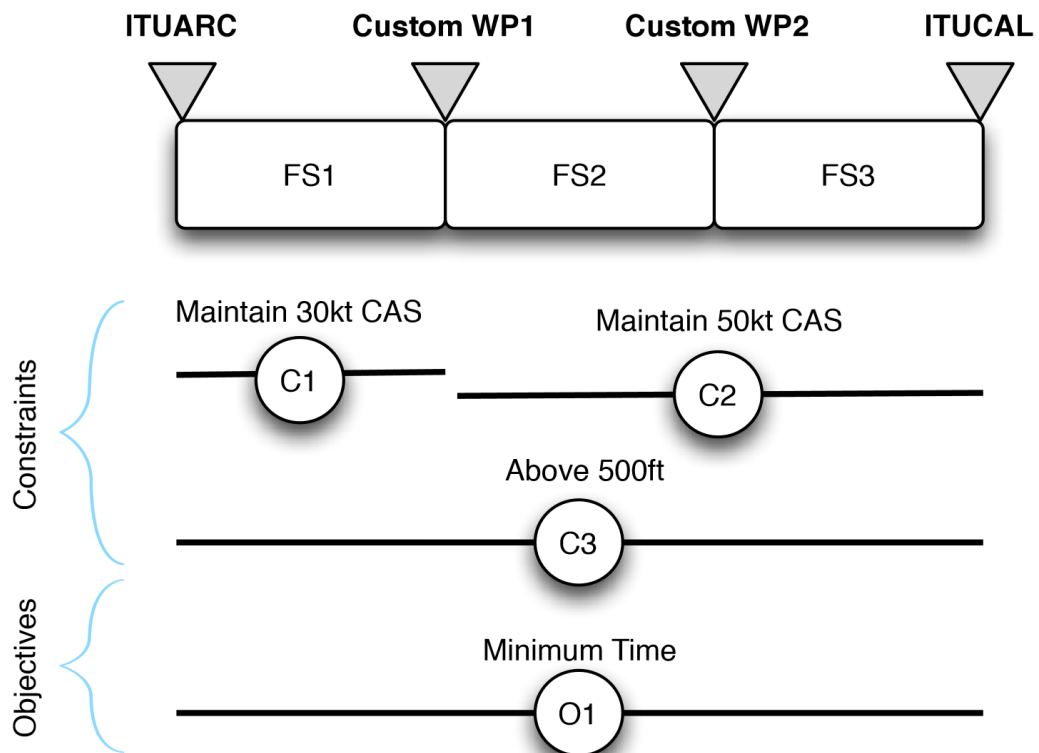 ITUARC
Custom WP1
Custom WP2
ITUCAL
FS1
FS2
FS3
Constraints
Maintain 30kt CAS
C1
Maintain 50kt CAS
C2
Above 500ft
C3
Objectives
Minimum Time
O1